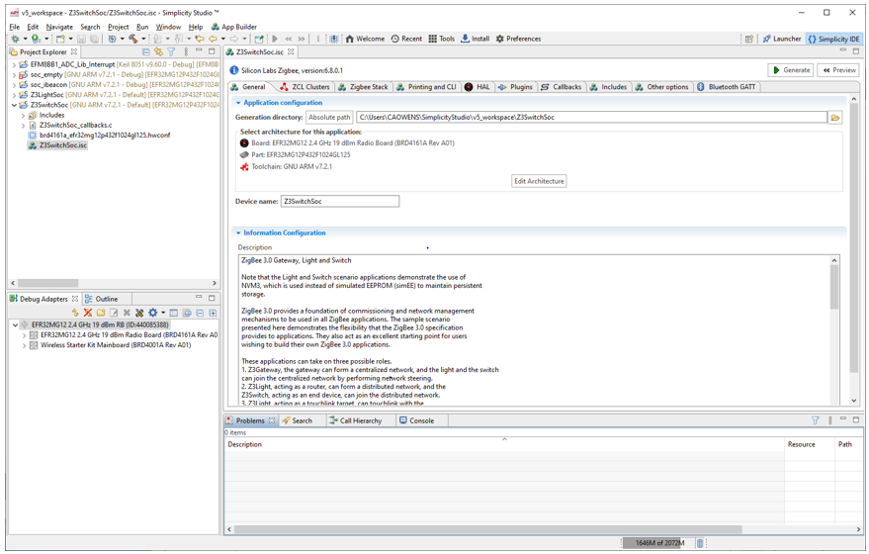 v5_workspace - Z3SwitchSoc/Z3SwitchSoc.isc - Simplicity Studio ™
File Edit Navigate Search Project Run Window Help App Builder
Welcome Recent Tools Install Preferences Launcher Simplicity IDE
Project Explorer
EFM8BB1_ADC_Lib_Interrupt [Keil 8051 v9.60.0 - Debug] [EFM8BB1
soc_empty [GNU ARM v7.2.1 - Debug] [EFR32MG12P432F1024G
soc_ibeacon [GNU ARM v7.2.1 - Debug] [EFR32MG12P432F1024
Z3LightSoc [GNU ARM v7.2.1 - Default] [EFR32MG12P432F1024
Z3SwitchSoc [GNU ARM v7.2.1 - Default] [EFR32MG12P432F102
Includes
Z3SwitchSoc_callbacks.c
brd4161a_efr32mg12p432f1024gl125.hwconf
Z3SwitchSoc.isc
Z3SwitchSoc.isc
Silicon Labs Zigbee, version:6.8.0.1
Generate Preview
General ZCL Clusters Zigbee Stack Printing and CLI HAL Plugins Callbacks Includes Other options Bluetooth GATT
Application configuration
Generation directory: Absolute path C:\Users\CAOWENS\SimplicityStudio\v5_workspace\Z3SwitchSoc
Select architecture for this application:
Board: EFR32MG12 2.4 GHz 19 dBm Radio Board (BRD4161A Rev A01)
Part: EFR32MG12P432F1024GL125
Toolchain: GNU ARM v7.2.1
Edit Architecture
Device name: Z3SwitchSoc
Information Configuration
Description
ZigBee 3.0 Gateway, Light and Switch
Note that the Light and Switch scenario applications demonstrate the use of
NVM3, which is used instead of simulated EEPROM (simEE) to maintain persistent
storage.
ZigBee 3.0 provides a foundation of commissioning and network management
mechanisms to be used in all ZigBee applications. The sample scenario
presented here demonstrates the flexibility that the ZigBee 3.0 specification
provides to applications. They also act as an excellent starting point for users
wishing to build their own ZigBee 3.0 applications.
These applications can take on three possible roles.
1. Z3Gateway, the gateway can form a centralized network, and the light and the switch
can join the centralized network by performing network steering.
2. Z3Light, acting as a router, can form a distributed network, and the
Z3Switch, acting as an end device, can join the distributed network.
3. Z3Light, acting as a touchlink target, can touchlink with the
Debug Adapters Outline
EFR32MG12 2.4 GHz 19 dBm RB (ID:440085388)
EFR32MG12 2.4 GHz 19 dBm Radio Board (BRD4161A Rev A0
Wireless Starter Kit Mainboard (BRD4001A Rev A01)
Problems Search Call Hierarchy Console
0 items
Description Resource Path
1646M of 2072M